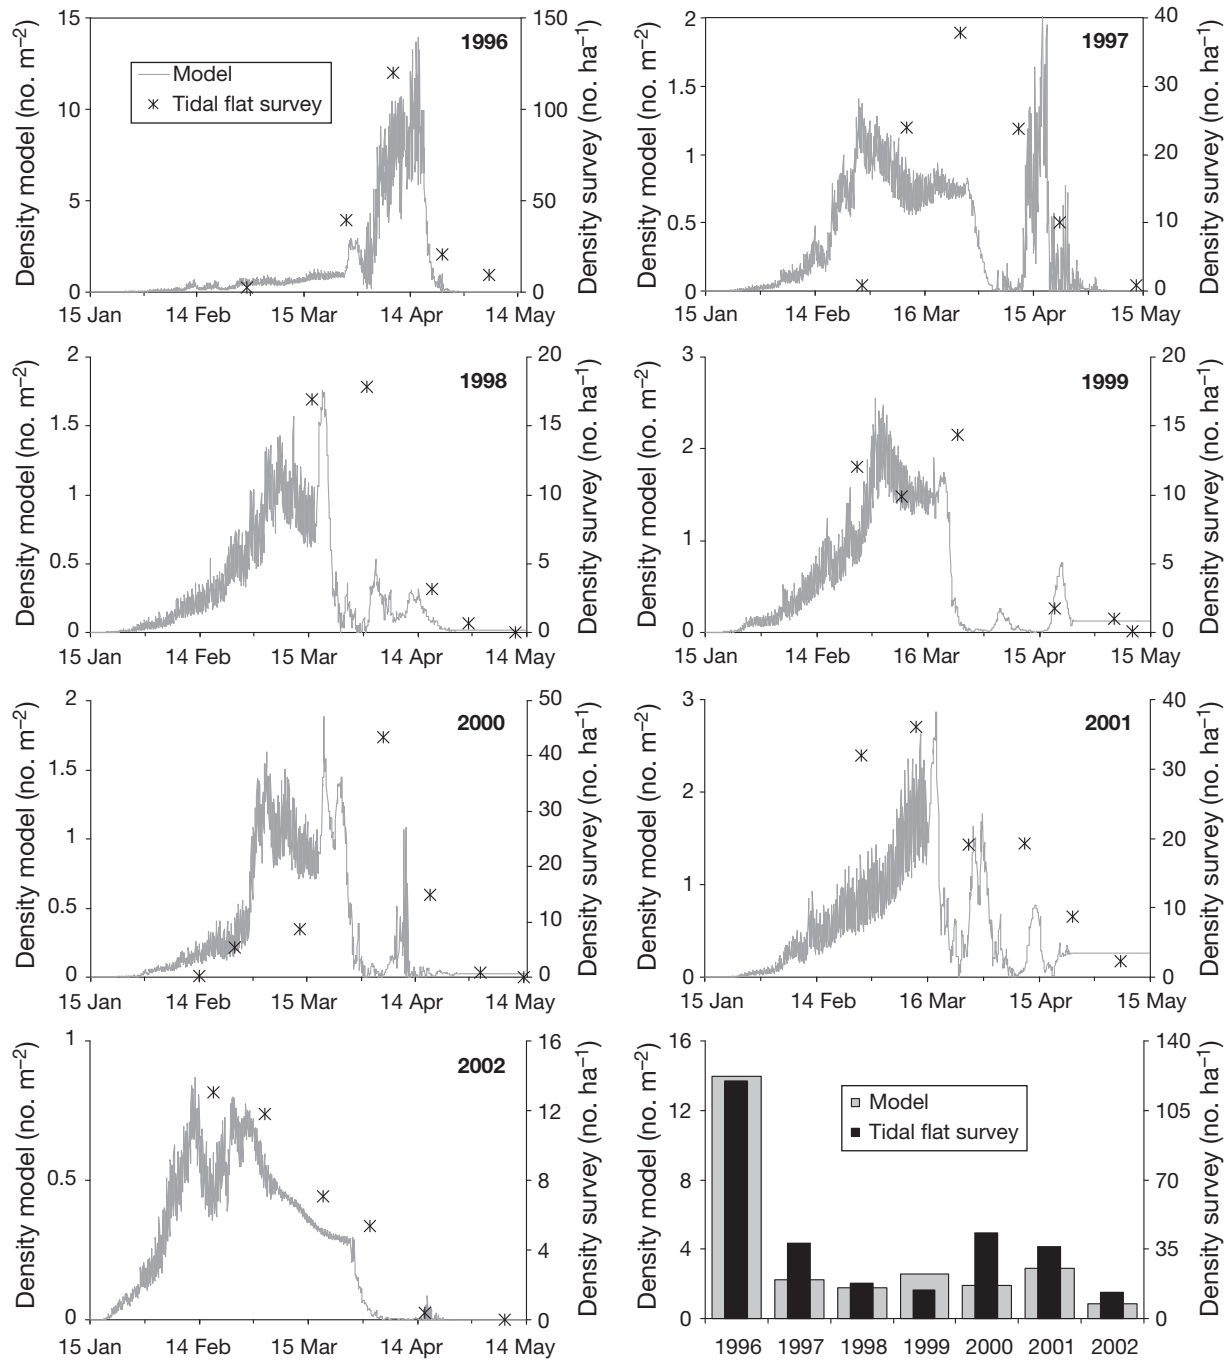 1996
Density model (no. m⁻²)
15
10
5
0
Model
Tidal flat survey
150
100
50
0
Density survey (no. ha⁻¹)
15 Jan 14 Feb 15 Mar 14 Apr 14 May
1997
Density model (no. m⁻²)
2
1.5
1
0.5
0
40
30
20
10
0
Density survey (no. ha⁻¹)
15 Jan 14 Feb 16 Mar 15 Apr 15 May
1998
Density model (no. m⁻²)
2
1.5
1
0.5
0
20
15
10
5
0
Density survey (no. ha⁻¹)
15 Jan 14 Feb 15 Mar 14 Apr 14 May
1999
Density model (no. m⁻²)
3
2
1
0
20
15
10
5
0
Density survey (no. ha⁻¹)
15 Jan 14 Feb 16 Mar 15 Apr 15 May
2000
Density model (no. m⁻²)
2
1.5
1
0.5
0
50
40
30
20
10
0
Density survey (no. ha⁻¹)
15 Jan 14 Feb 15 Mar 14 Apr 14 May
2001
Density model (no. m⁻²)
3
2
1
0
40
30
20
10
0
Density survey (no. ha⁻¹)
15 Jan 14 Feb 16 Mar 15 Apr 15 May
2002
Density model (no. m⁻²)
1
0.5
0
16
12
8
4
0
Density survey (no. ha⁻¹)
15 Jan 14 Feb 15 Mar 14 Apr 14 May
Density model (no. m⁻²)
16
12
8
4
0
Model
Tidal flat survey
140
105
70
35
0
Density survey (no. ha⁻¹)
1996 1997 1998 1999 2000 2001 2002